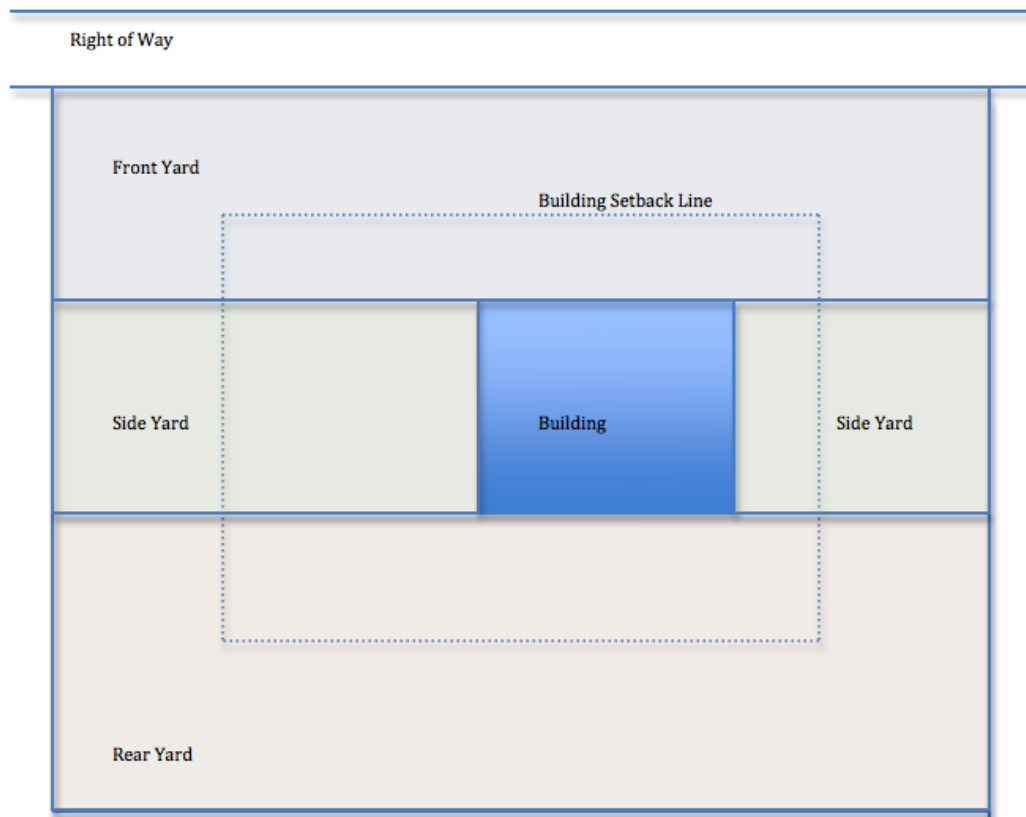 Right of Way
Front Yard
Building Setback Line
Side Yard
Building
Side Yard
Rear Yard